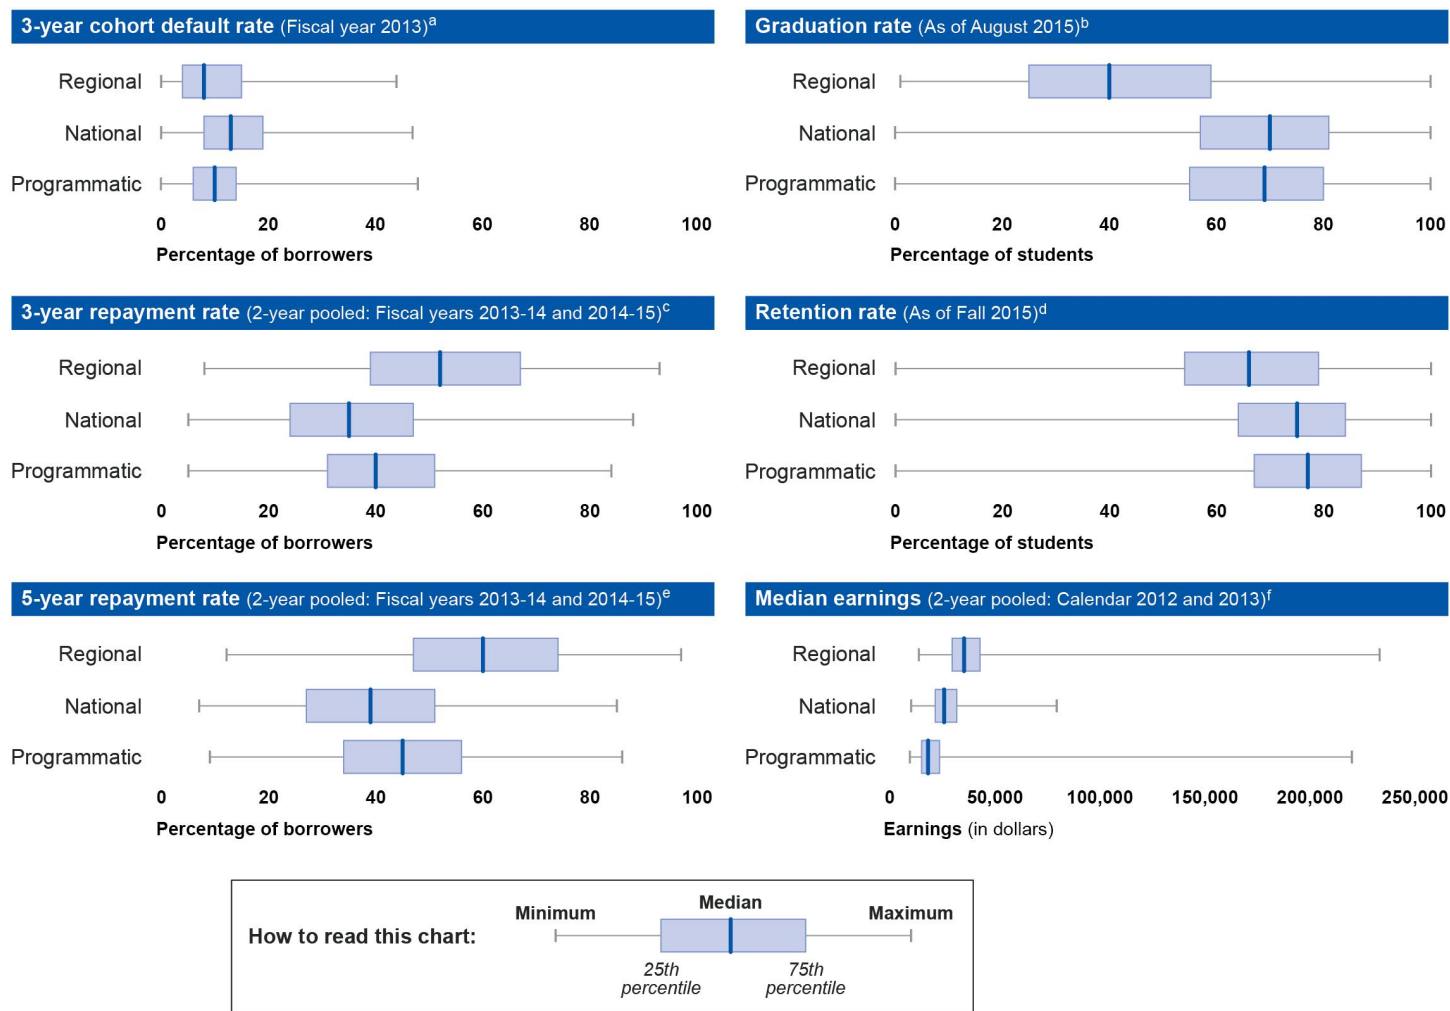 3-year cohort default rate (Fiscal year 2013)a
Regional
National
Programmatic
0 20 40 60 80 100
Percentage of borrowers
Graduation rate (As of August 2015)b
Regional
National
Programmatic
0 20 40 60 80 100
Percentage of students
3-year repayment rate (2-year pooled: Fiscal years 2013-14 and 2014-15)c
Regional
National
Programmatic
0 20 40 60 80 100
Percentage of borrowers
Retention rate (As of Fall 2015)d
Regional
National
Programmatic
0 20 40 60 80 100
Percentage of students
5-year repayment rate (2-year pooled: Fiscal years 2013-14 and 2014-15)e
Regional
National
Programmatic
0 20 40 60 80 100
Percentage of borrowers
Median earnings (2-year pooled: Calendar 2012 and 2013)f
Regional
National
Programmatic
0 50,000 100,000 150,000 200,000 250,000
Earnings (in dollars)
How to read this chart:
Minimum
Median
Maximum
25th
percentile
75th
percentile